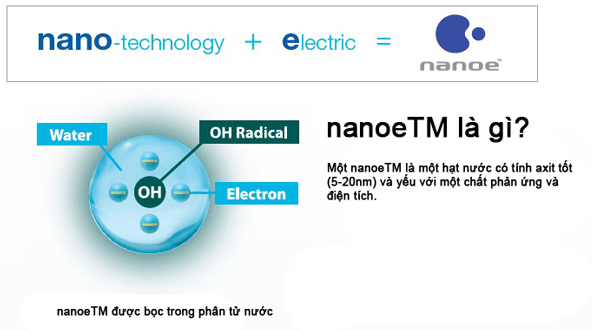 nano-technology + electric =
nanoe™
Water
OH Radical
OH
Electron
nanoeTM là gì?
Một nanoeTM là một hạt nước có tính axit tốt
(5-20nm) và yếu với một chất phản ứng và
điện tích.
nanoeTM được bọc trong phân tử nước